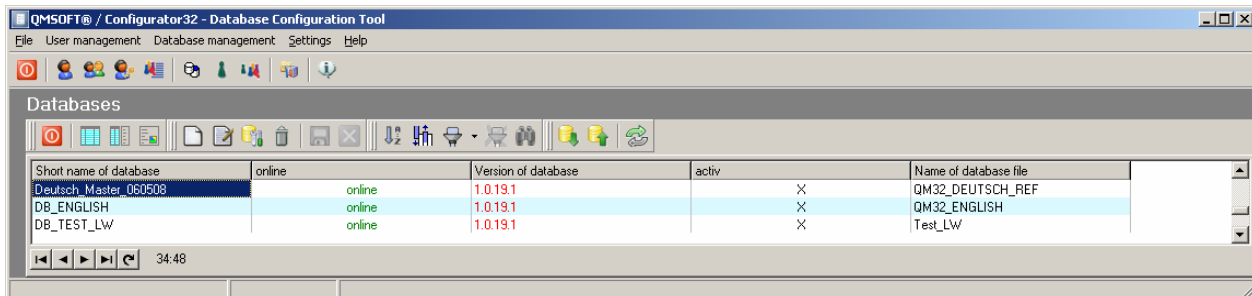 QMSOFT® / Configurator32 - Database Configuration Tool
File User management Database management Settings Help
Databases
Short name of database online Version of database activ Name of database file
Deutsch_Master_060508 online 1.0.19.1 X QM32_DEUTSCH_REF
DB_ENGLISH online 1.0.19.1 X QM32_ENGLISH
DB_TEST_LW online 1.0.19.1 X Test_LW
34:48